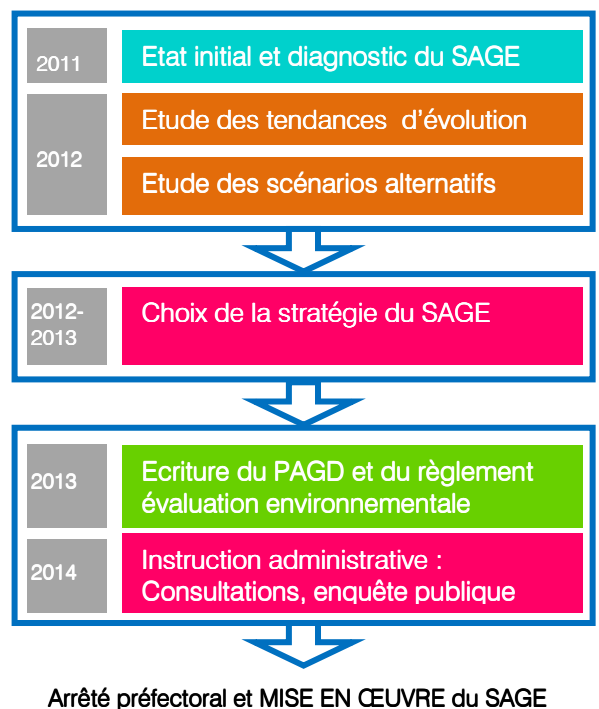 2011
Etat initial et diagnostic du SAGE
2012
Etude des tendances d'évolution
Etude des scénarios alternatifs
2012-
2013
Choix de la stratégie du SAGE
2013
Ecriture du PAGD et du règlement
évaluation environnementale
2014
Instruction administrative :
Consultations, enquête publique
Arrêté préfectoral et MISE EN ŒUVRE du SAGE